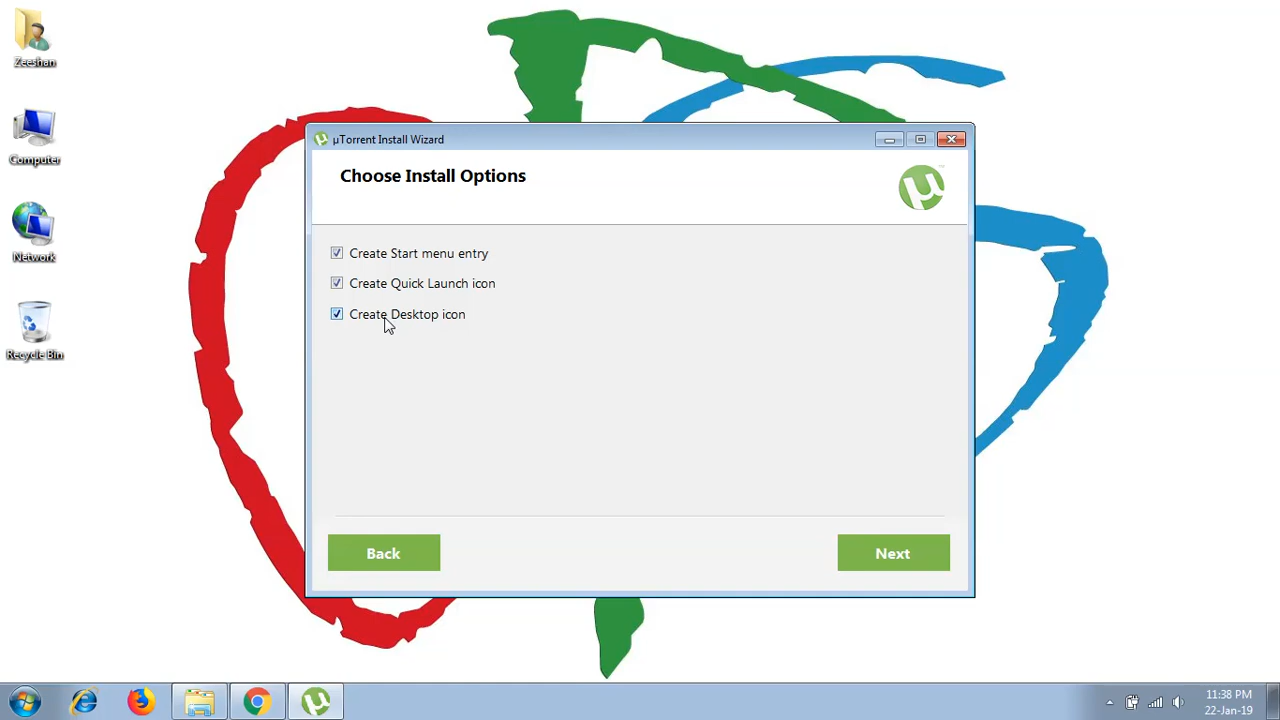 Zeeshan
Computer
Network
Recycle Bin
µTorrent Install Wizard
Choose Install Options
µ
Create Start menu entry
Create Quick Launch icon
Create Desktop icon
Back
Next
11:38 PM
22-Jan-19